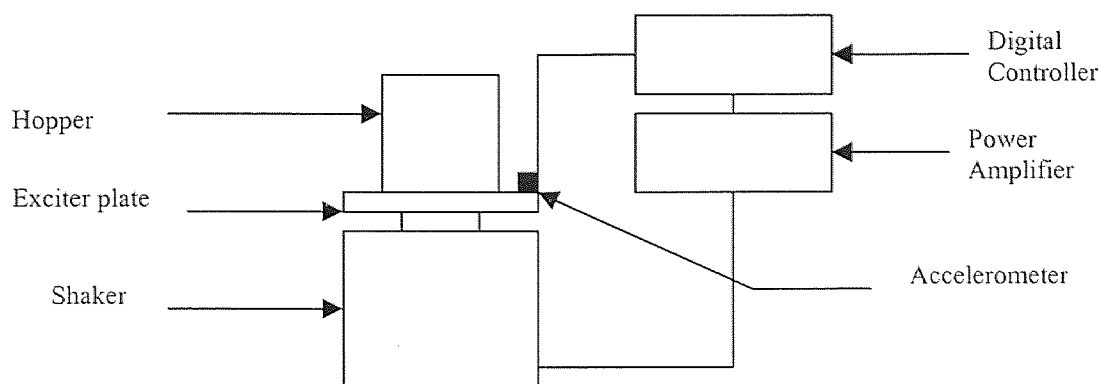 Digital
Controller
Hopper
Power
Amplifier
Exciter plate
Accelerometer
Shaker